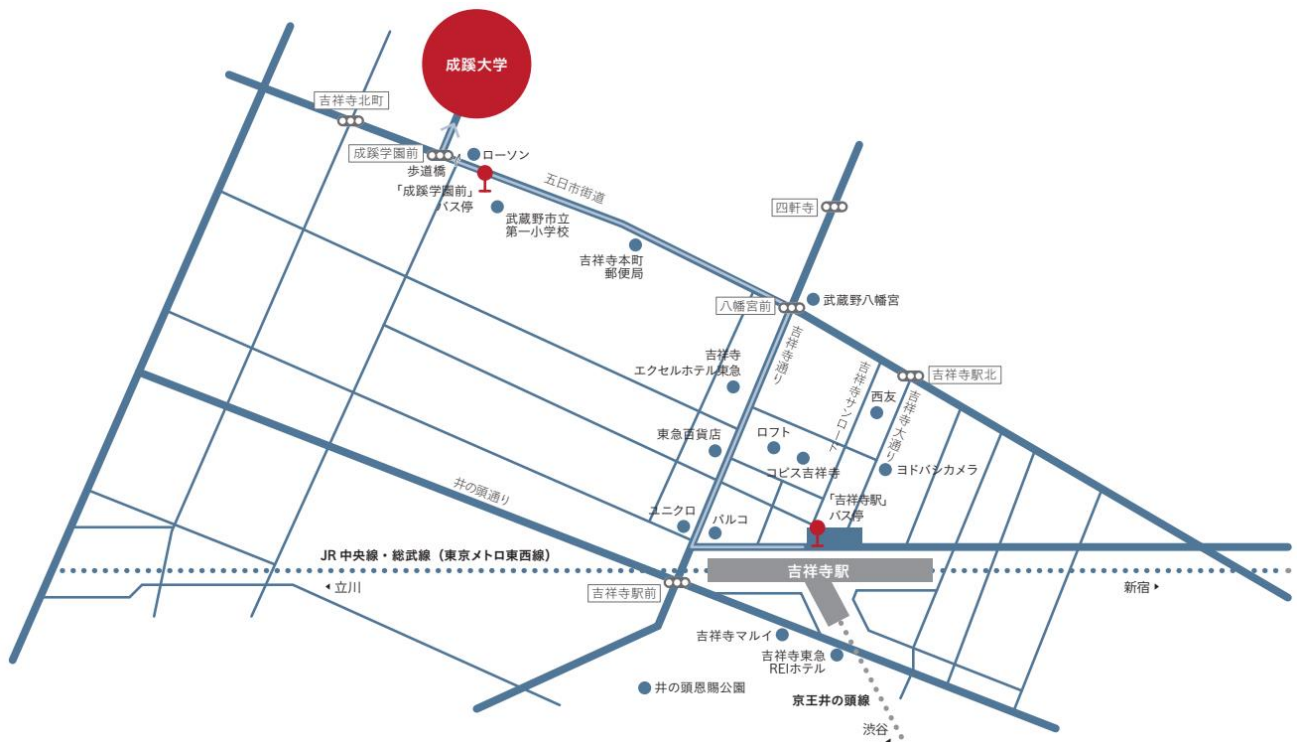 成蹊大学
吉祥寺北町
成蹊学園前
歩道橋
ローソン
「成蹊学園前」
バス停
五日市街道
武蔵野市立
第一小学校
吉祥寺本町
郵便局
四軒寺
八幡宮前
武蔵野八幡宮
吉祥寺通り
吉祥寺
エクセルホテル東急
吉祥寺サンロード
西友
吉祥寺駅北
吉祥寺大通り
東急百貨店
ロフト
コピス吉祥寺
ヨドバシカメラ
井の頭通り
「吉祥寺駅」
バス停
ユニクロ
パルコ
JR 中央線・総武線（東京メトロ東西線）
吉祥寺駅
◂ 立川
吉祥寺駅前
新宿 ▸
吉祥寺マルイ
吉祥寺東急
REIホテル
井の頭恩賜公園
京王井の頭線
渋谷